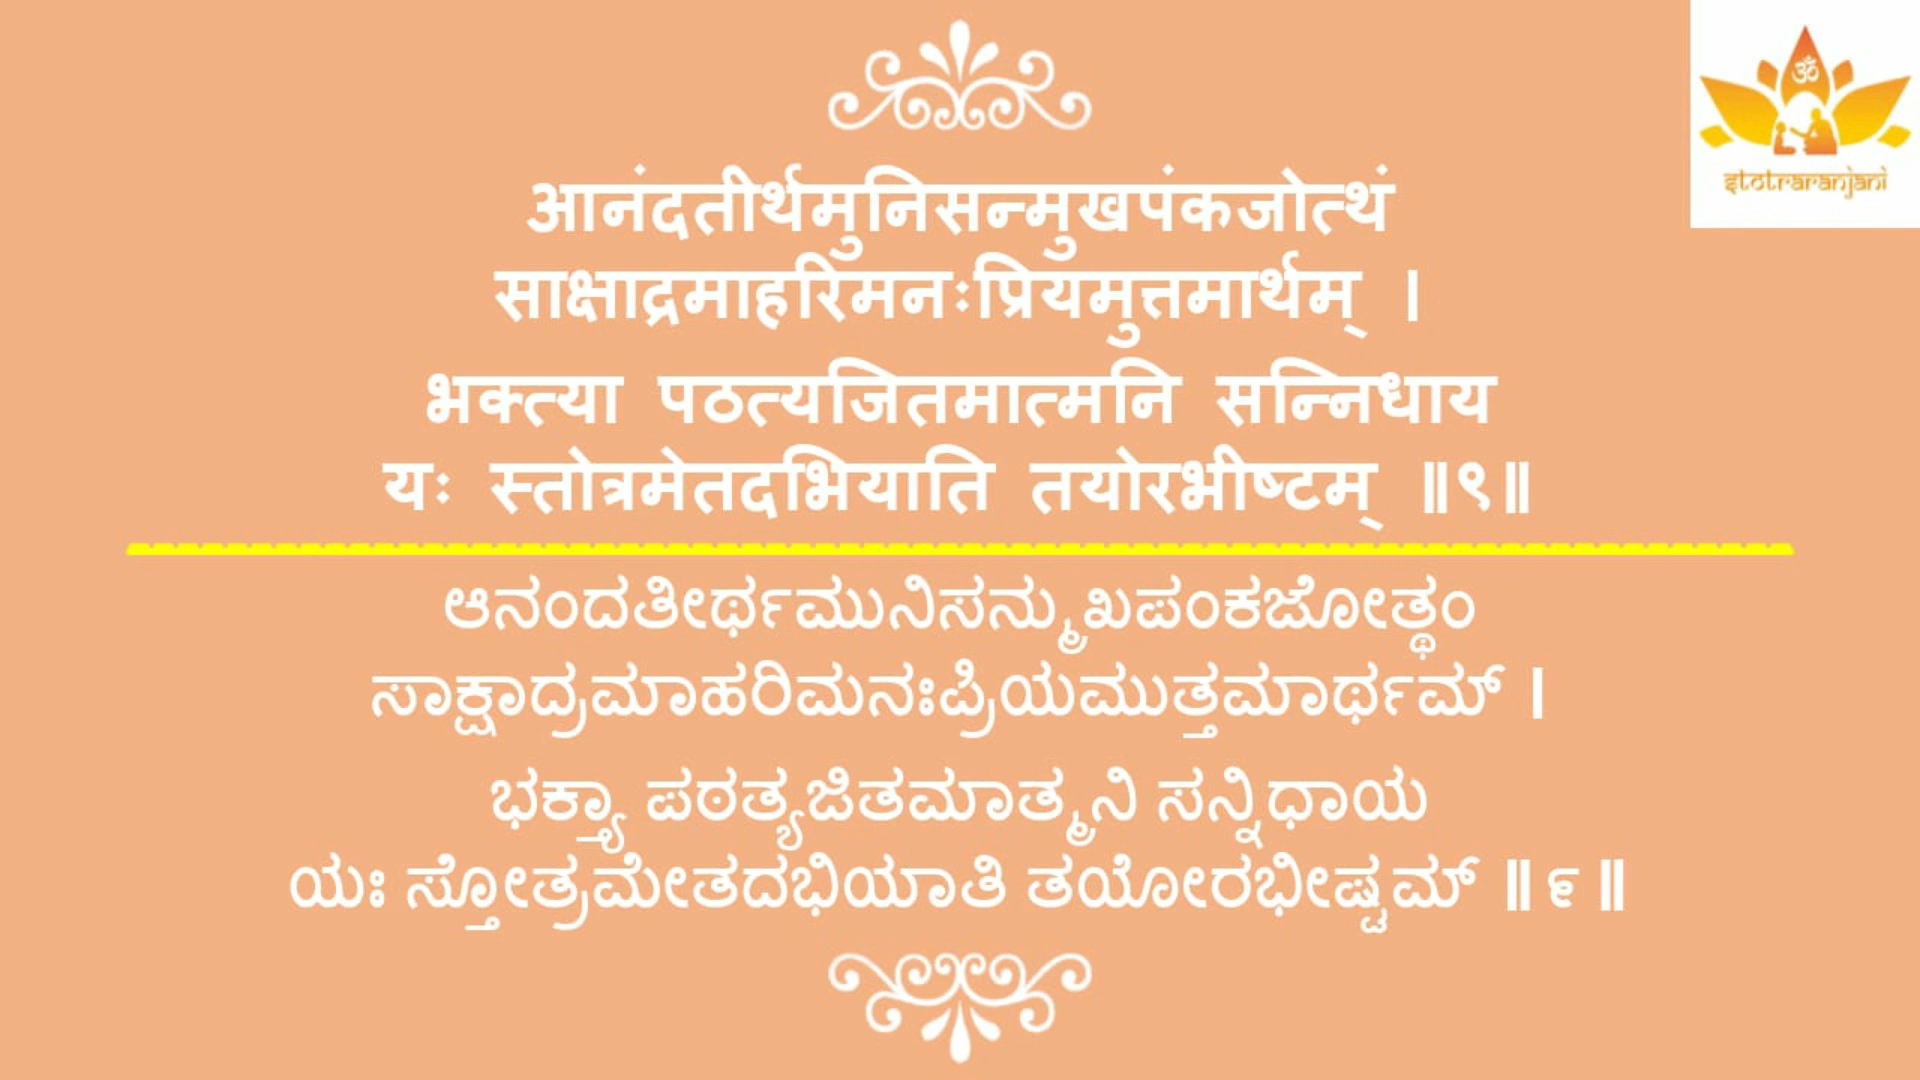 ॐ
stotraranjani
आनंदतीर्थमुनिसन्मुखपंकजोत्थं
साक्षाद्रमाहरिमनःप्रियमुत्तमार्थम् ।
भक्त्या पठत्यजितमात्मनि सन्निधाय
यः स्तोत्रमेतदभियाति तयोरभीष्टम् ॥९॥
ಆನಂದತೀರ್ಥಮುನಿಸನ್ಮುಖಪಂಕಜೋತ್ಥಂ
ಸಾಕ್ಷಾದ್ರಮಾಹರಿಮನಃಪ್ರಿಯಮುತ್ತಮಾರ್ಥಮ್ ।
ಭಕ್ತ್ಯಾ ಪಠತ್ಯಜಿತಮಾತ್ಮನಿ ಸನ್ನಿಧಾಯ
ಯಃ ಸ್ತೋತ್ರಮೇತದಭಿಯಾತಿ ತಯೋರಭೀಷ್ಟಮ್ ॥೯॥